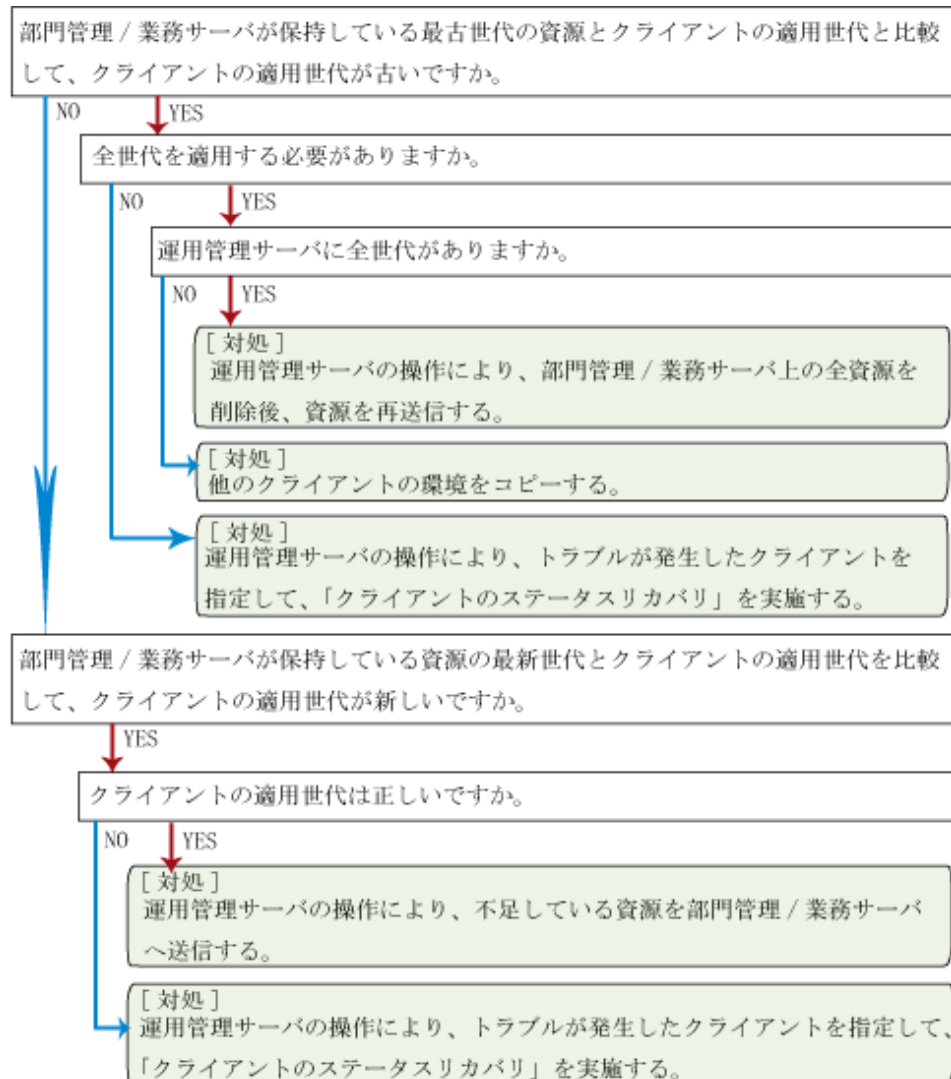 部門管理／業務サーバが保持している最古世代の資源とクライアントの適用世代と比較
して、クライアントの適用世代が古いですか。
NO
YES
全世代を適用する必要がありますか。
NO
YES
運用管理サーバに全世代がありますか。
NO
YES
[対処]
運用管理サーバの操作により、部門管理／業務サーバ上の全資源を
削除後、資源を再送信する。
[対処]
他のクライアントの環境をコピーする。
[対処]
運用管理サーバの操作により、トラブルが発生したクライアントを
指定して、「クライアントのステータスリカバリ」を実施する。
部門管理／業務サーバが保持している資源の最新世代とクライアントの適用世代を比較
して、クライアントの適用世代が新しいですか。
YES
クライアントの適用世代は正しいですか。
NO
YES
[対処]
運用管理サーバの操作により、不足している資源を部門管理／業務サーバ
へ送信する。
[対処]
運用管理サーバの操作により、トラブルが発生したクライアントを指定して、
「クライアントのステータスリカバリ」を実施する。